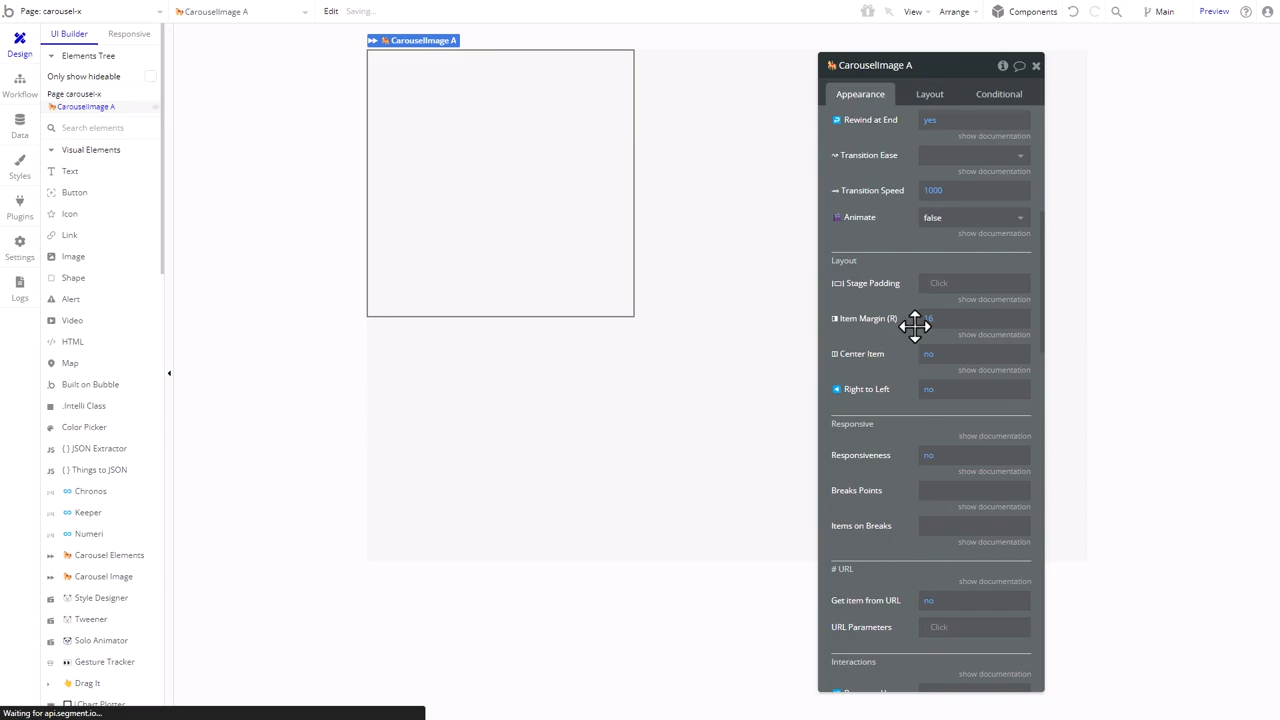 Page: carousel-x
CarouselImage A
Edit
Saving...
View
Arrange
Components
Main
Preview
Design
Workflow
Data
Styles
Plugins
Settings
Logs
UI Builder
Responsive
Elements Tree
Only show hideable
Page carousel-x
CarouselImage A
Search elements
Visual Elements
Text
Button
Icon
Link
Image
Shape
Alert
Video
HTML
Map
Built on Bubble
.Intelli Class
Color Picker
JS { } JSON Extractor
JS { } Things to JSON
Chronos
Keeper
Numeri
Carousel Elements
Carousel Image
Style Designer
Tweener
Solo Animator
Gesture Tracker
Drag It
Chart Plotter
CarouselImage A
CarouselImage A
Appearance
Layout
Conditional
Rewind at End yes
show documentation
Transition Ease
show documentation
Transition Speed 1000
Animate false
show documentation
Layout
Stage Padding Click
show documentation
Item Margin (R) 16
show documentation
Center Item no
show documentation
Right to Left no
Responsive
show documentation
Responsiveness no
show documentation
Breaks Points
show documentation
Items on Breaks
show documentation
# URL
show documentation
Get item from URL no
URL Parameters Click
Interactions
show documentation
Waiting for api.segment.io...